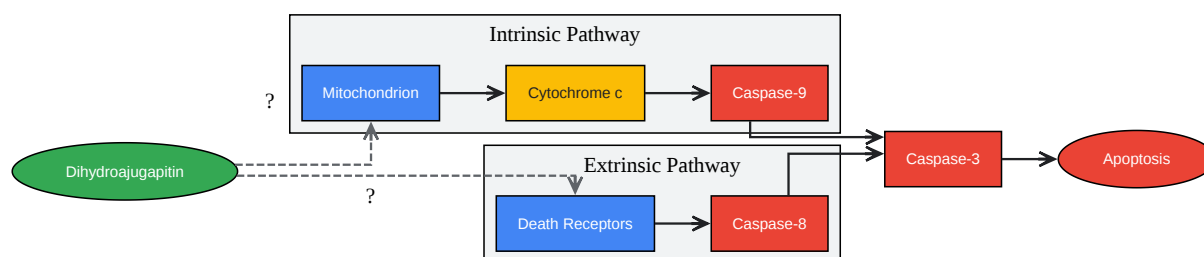 Intrinsic Pathway
Mitochondrion
Cytochrome c
Caspase-9
?
Dihydroajugapitin
?
Extrinsic Pathway
Death Receptors
Caspase-8
Caspase-3
Apoptosis